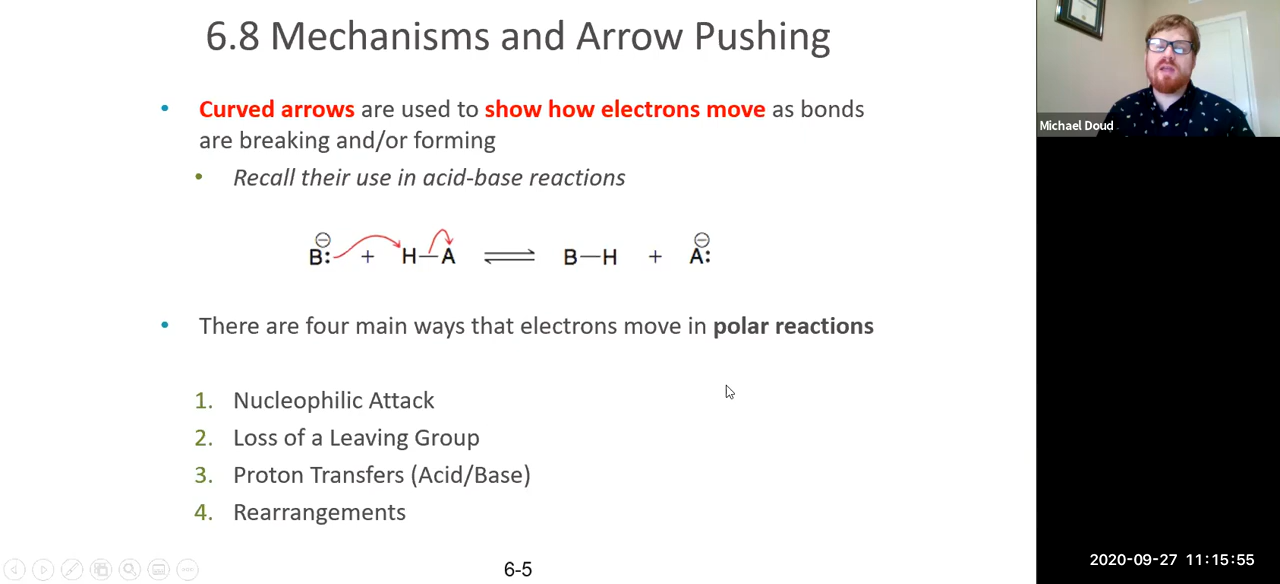 6.8 Mechanisms and Arrow Pushing
• Curved arrows are used to show how electrons move as bonds
are breaking and/or forming
• Recall their use in acid-base reactions
⊖ ⊖
B: + H—A ⇌ B—H + A:
• There are four main ways that electrons move in polar reactions
1. Nucleophilic Attack
2. Loss of a Leaving Group
3. Proton Transfers (Acid/Base)
4. Rearrangements
6-5
Michael Doud
2020-09-27 11:15:55